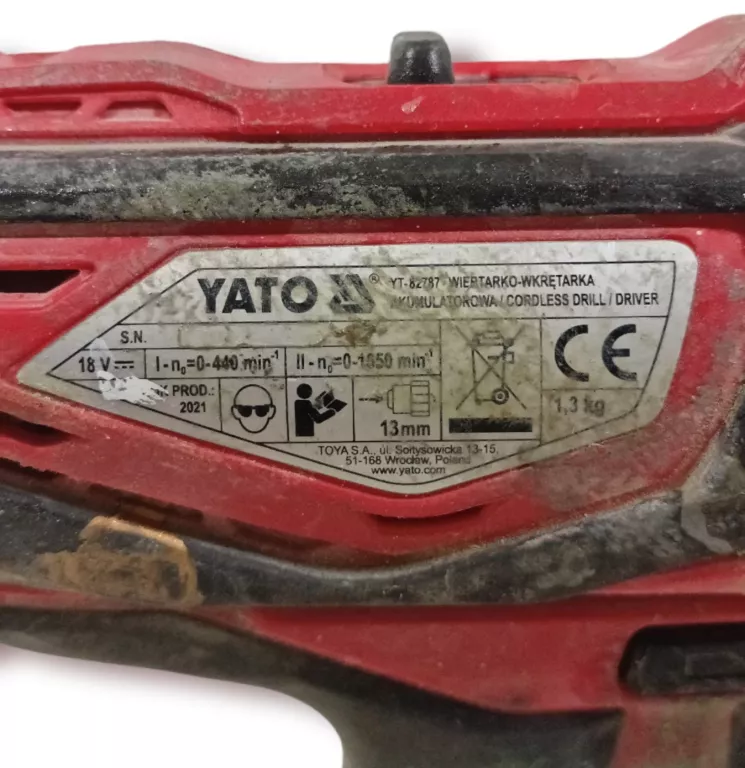 YATO ® YT-82787 WIERTARKO-WKRĘTARKA
AKUMULATOROWA / CORDLESS DRILL / DRIVER
S.N.
18 V I - n₀=0-440 min⁻¹ II - n₀=0-1650 min⁻¹
CE
K PROD.:
2021
13mm
1,3 kg
TOYA S.A., ul. Sołtysowicka 13-15,
51-168 Wrocław, Poland
www.yato.com